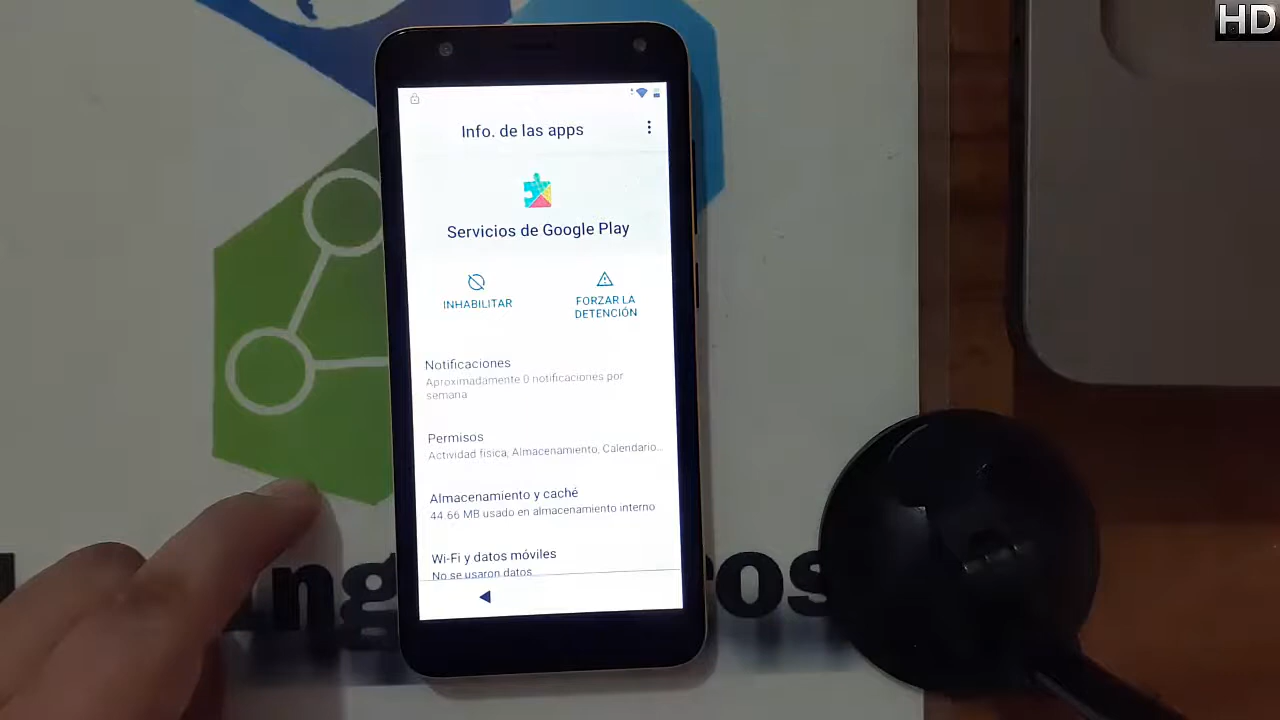 HD
Info. de las apps
Servicios de Google Play
INHABILITAR
FORZAR LA
DETENCIÓN
Notificaciones
Aproximadamente 0 notificaciones por
semana
Permisos
Actividad física, Almacenamiento, Calendario...
Almacenamiento y caché
44.66 MB usado en almacenamiento interno
Wi-Fi y datos móviles
No se usaron datos
ros